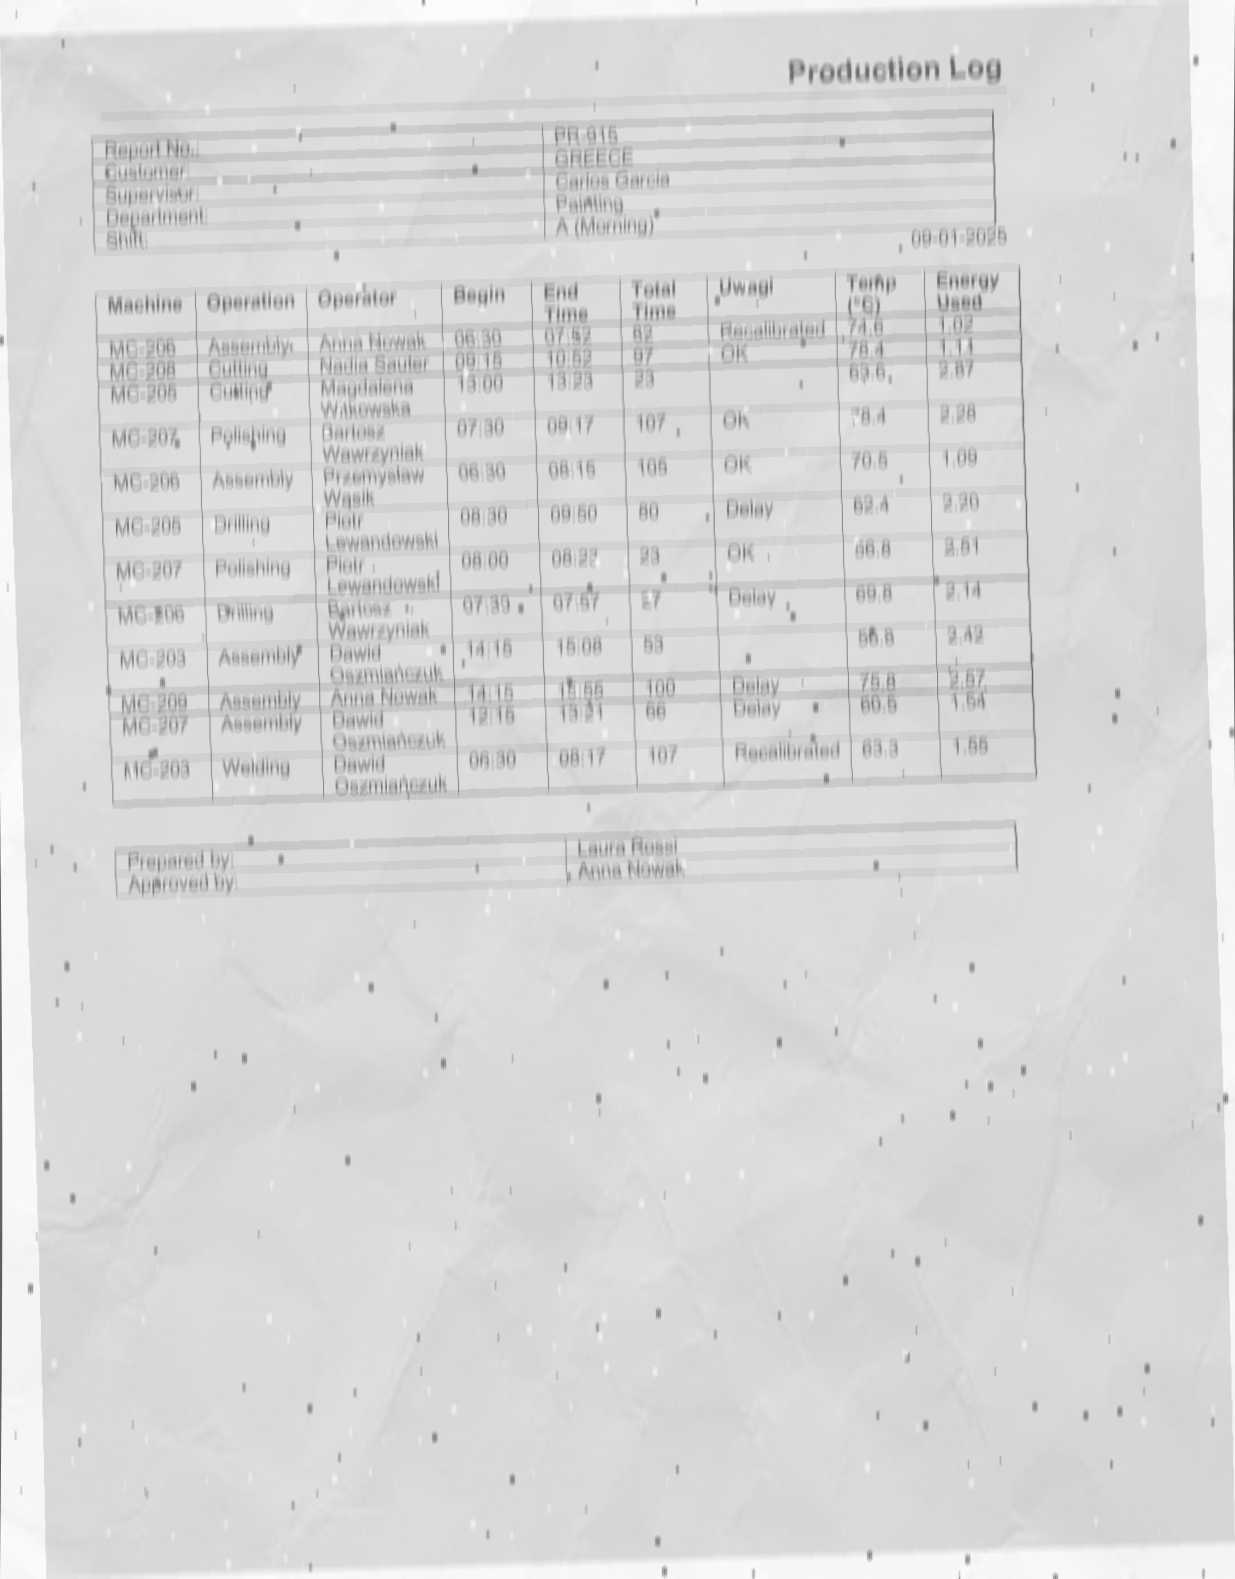 Production Log
Report No.: PR-915
Customer: GREECE
Supervisor: Carlos Garcia
Department: Painting
Shift: A (Morning)
09-01-2025
Machine Operation Operator Begin End Time Total Time Uwagi Temp (°C) Energy Used
MC-206 Assembly Anna Nowak 06:30 07:52 82 Recalibrated 74.6 1.02
MC-208 Cutting Nadia Sauter 09:15 10:52 97 OK 78.4 1.11
MC-205 Cutting Magdalena Witkowska 13:00 13:23 23 63.6 2.87
MC-207 Polishing Bartosz Wawrzyniak 07:30 09:17 107 OK 78.4 2.28
MC-206 Assembly Przemysław Wąsik 06:30 08:15 105 OK 70.5 1.09
MC-205 Drilling Piotr Lewandowski 08:30 09:50 80 Delay 62.4 2.20
MC-207 Polishing Piotr Lewandowski 08:00 08:23 23 OK 2.51
MC-206 Drilling Bartosz Wawrzyniak 07:30 07:57 27 Delay 69.8 2.14
MC-203 Assembly Dawid Oszmiańczuk 14:15 15:08 53 2.42
MC-209 Assembly Anna Nowak 14:15 15:55 100 Delay 75.8 2.57
MC-207 Assembly Dawid Oszmiańczuk 12:15 13:21 66 Delay 60.5 1.54
MC-203 Welding Dawid Oszmiańczuk 06:30 08:17 107 Recalibrated 63.3 1.55
Prepared by: Laura Rossi
Approved by: Anna Nowak